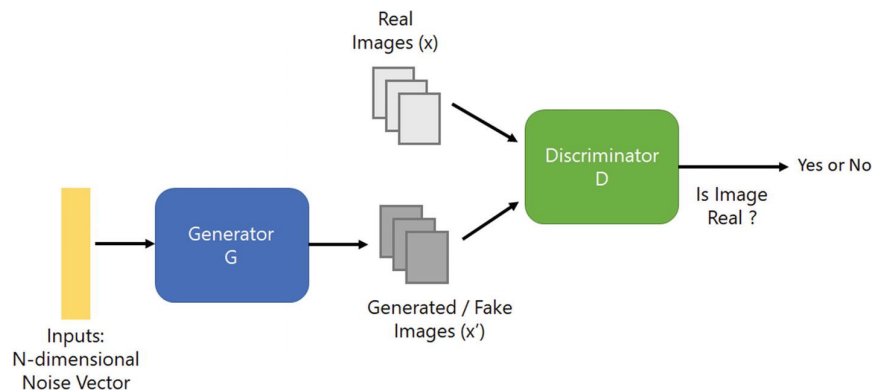 Real
Images (x)
Discriminator
D
Yes or No
Is Image
Real ?
Generator
G
Generated / Fake
Images (x')
Inputs:
N-dimensional
Noise Vector